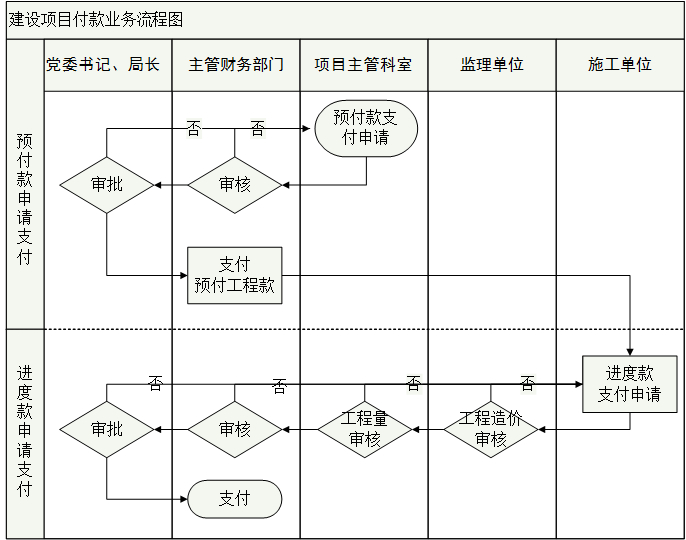 建设项目付款业务流程图
党委书记、局长
主管财务部门
项目主管科室
监理单位
施工单位
预付款申请支付
否
否
预付款支
付申请
审批
审核
支付
预付工程款
进度款申请支付
否
否
否
否
进度款
支付申请
审批
审核
工程量
审核
工程造价
审核
支付